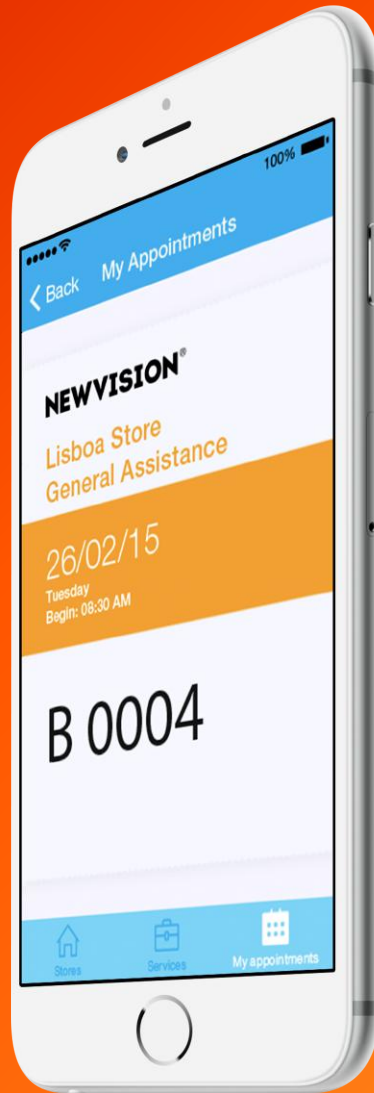 100%
Back My Appointments
NEWVISION®
Lisboa Store
General Assistance
26/02/15
Tuesday
Begin: 08:30 AM
B 0004
Stores Services My appointments